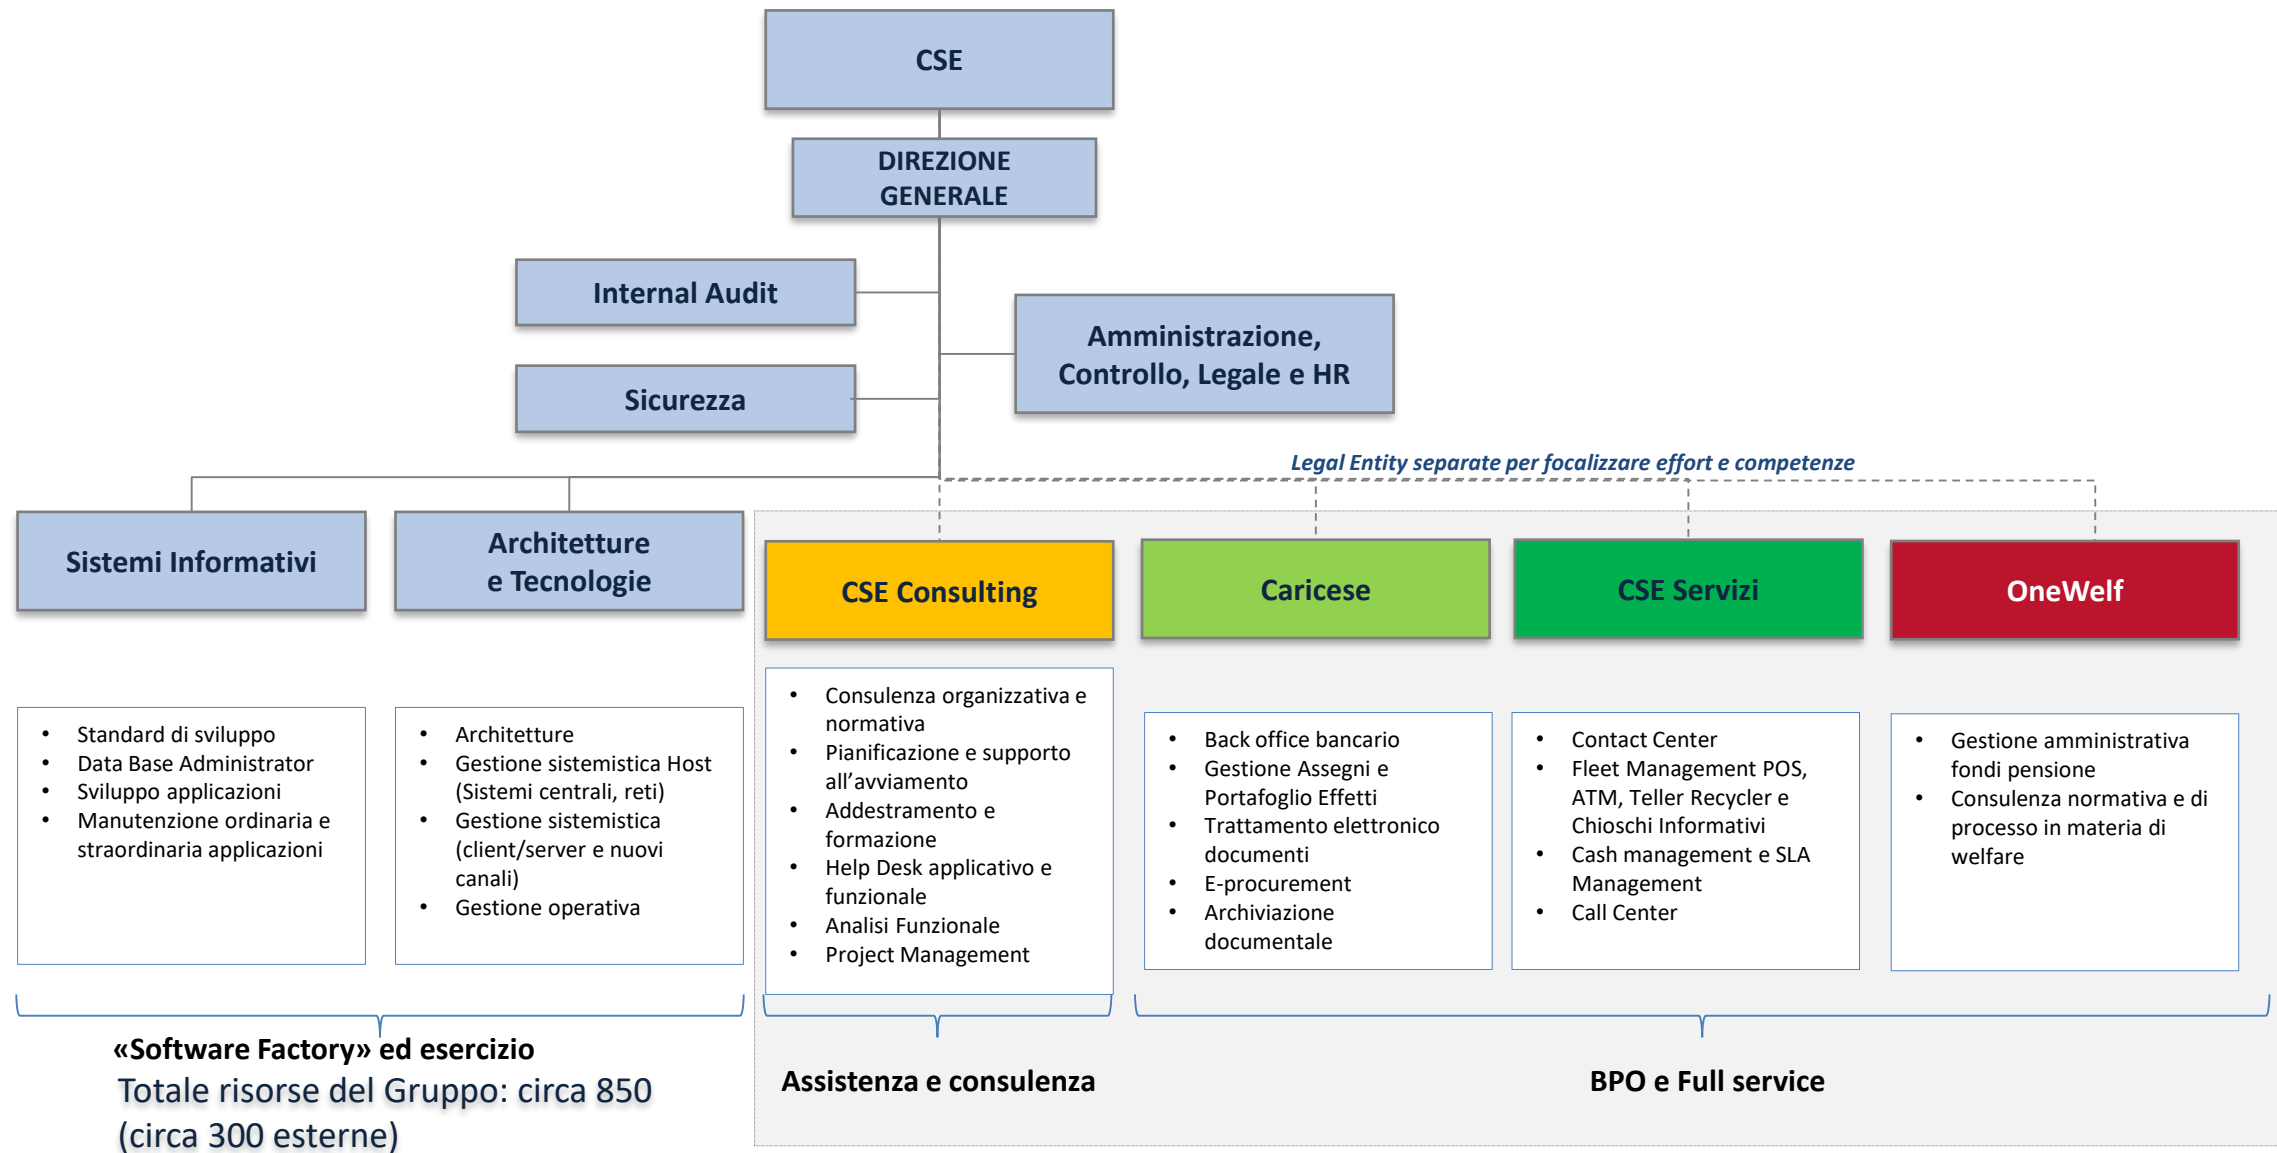 CSE
DIREZIONE
GENERALE
Internal Audit
Amministrazione,
Controllo, Legale e HR
Sicurezza
Legal Entity separate per focalizzare effort e competenze
Sistemi Informativi
Architetture
e Tecnologie
CSE Consulting
Caricese
CSE Servizi
OneWelf
• Standard di sviluppo
• Data Base Administrator
• Sviluppo applicazioni
• Manutenzione ordinaria e
straordinaria applicazioni
• Architetture
• Gestione sistemistica Host
(Sistemi centrali, reti)
• Gestione sistemistica
(client/server e nuovi
canali)
• Gestione operativa
• Consulenza organizzativa e
normativa
• Pianificazione e supporto
all’avviamento
• Addestramento e
formazione
• Help Desk applicativo e
funzionale
• Analisi Funzionale
• Project Management
• Back office bancario
• Gestione Assegni e
Portafoglio Effetti
• Trattamento elettronico
documenti
• E-procurement
• Archiviazione
documentale
• Contact Center
• Fleet Management POS,
ATM, Teller Recycler e
Chioschi Informativi
• Cash management e SLA
Management
• Call Center
• Gestione amministrativa
fondi pensione
• Consulenza normativa e di
processo in materia di
welfare
«Software Factory» ed esercizio
Totale risorse del Gruppo: circa 850
(circa 300 esterne)
Assistenza e consulenza
BPO e Full service